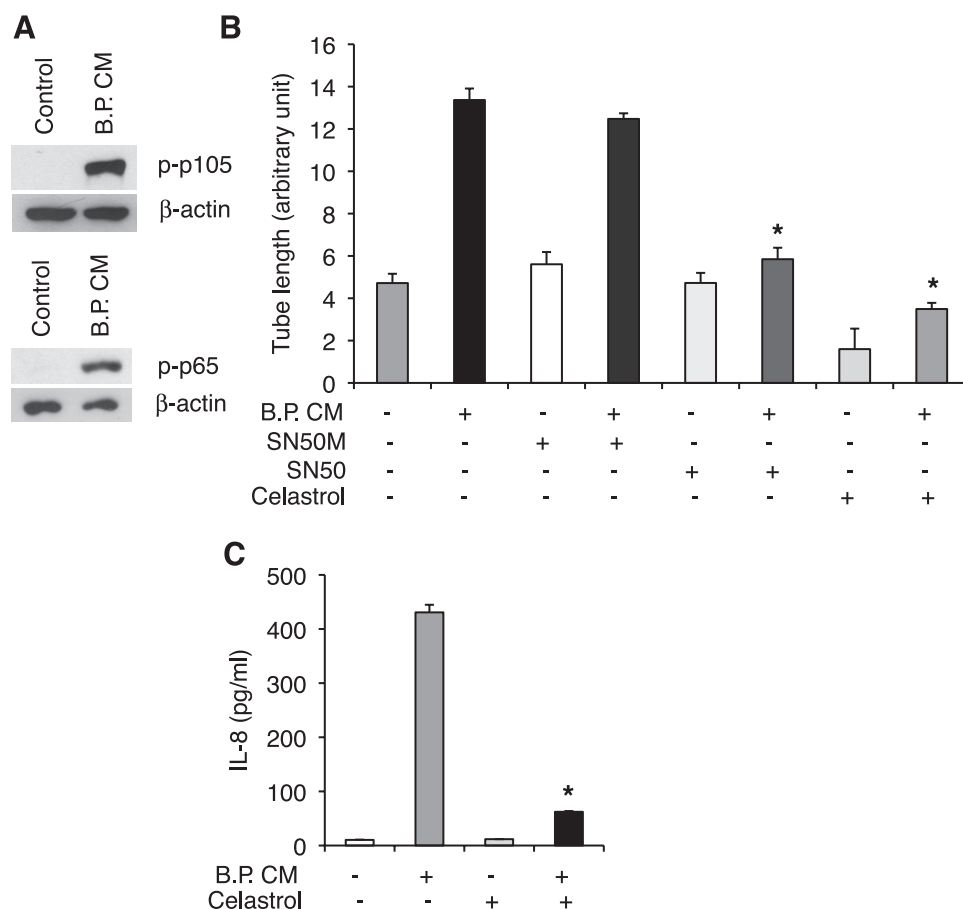 A
Control
B.P. CM
p-p105
β-actin
Control
B.P. CM
p-p65
β-actin
B
Tube length (arbitrary unit)
16
14
12
10
8
6
4
2
0
*
*
B.P. CM - + - + - + - +
SN50M - - + + - - - -
SN50 - - - - + + - -
Celastrol - - - - - - + +
C
IL-8 (pg/ml)
500
400
300
200
100
0
*
B.P. CM - + - +
Celastrol - - + +